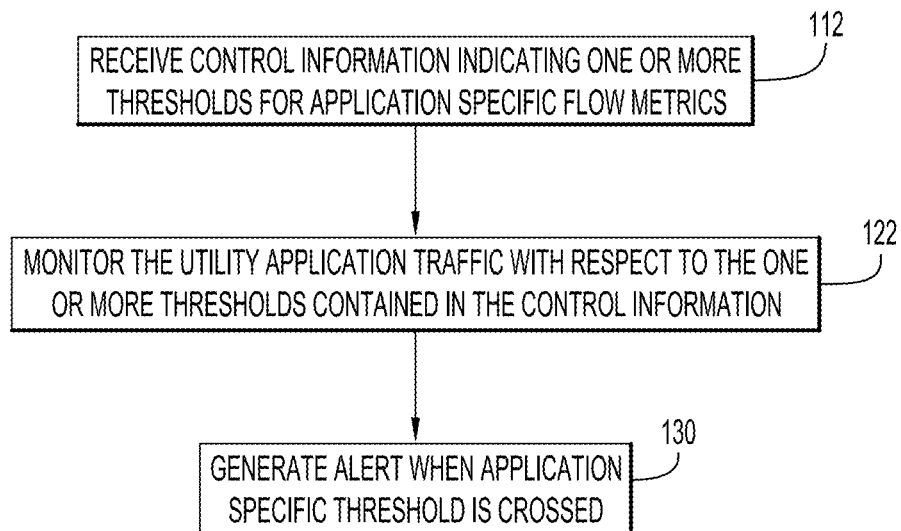 112
RECEIVE CONTROL INFORMATION INDICATING ONE OR MORE
THRESHOLDS FOR APPLICATION SPECIFIC FLOW METRICS
122
MONITOR THE UTILITY APPLICATION TRAFFIC WITH RESPECT TO THE ONE
OR MORE THRESHOLDS CONTAINED IN THE CONTROL INFORMATION
130
GENERATE ALERT WHEN APPLICATION
SPECIFIC THRESHOLD IS CROSSED